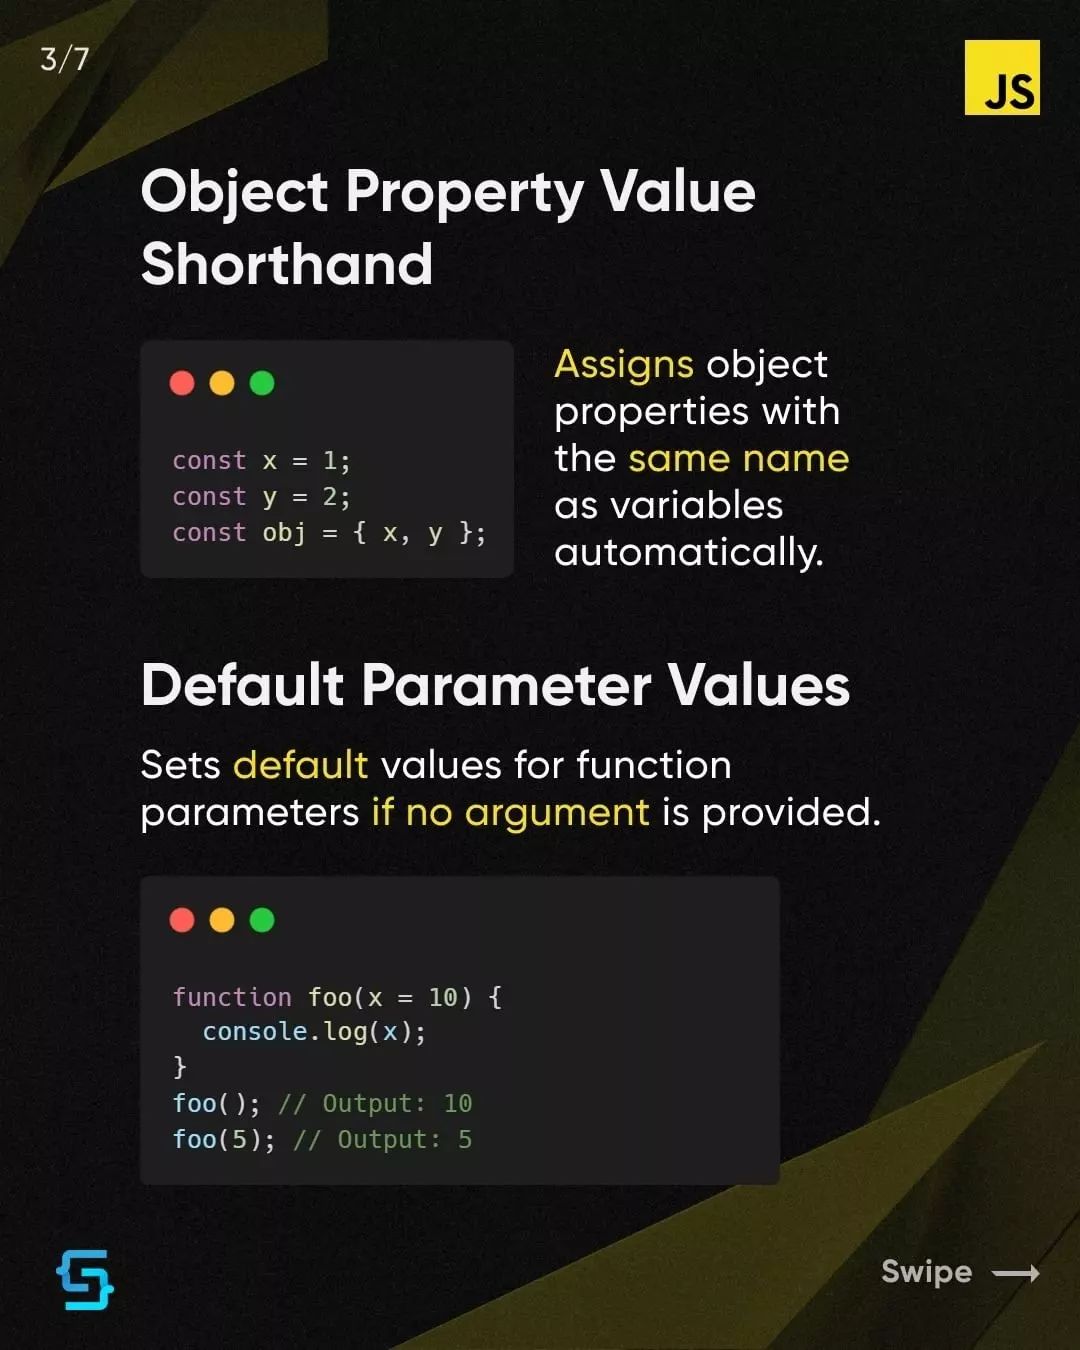 3/7
JS
Object Property Value
Shorthand
const x = 1;
const y = 2;
const obj = { x, y };
Assigns object
properties with
the same name
as variables
automatically.
Default Parameter Values
Sets default values for function
parameters if no argument is provided.
function foo(x = 10) {
  console.log(x);
}
foo(); // Output: 10
foo(5); // Output: 5
Swipe